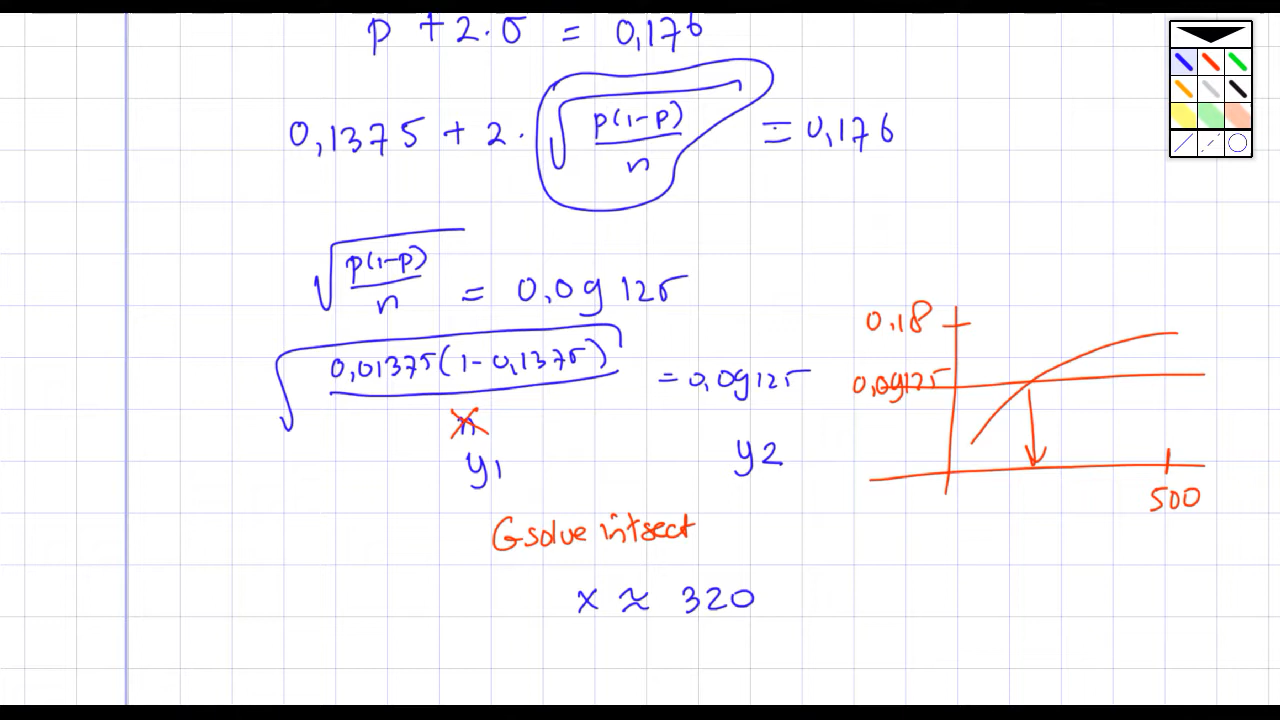 p + 2·σ = 0,176
0,1375 + 2·√(p(1-p)/n) = 0,176
√(p(1-p)/n) = 0,09125
√(0,01375(1-0,1375)/n) = 0,09125
y1 y2
Gsolve intsect
x ≈ 320
0.18
0,09125
500